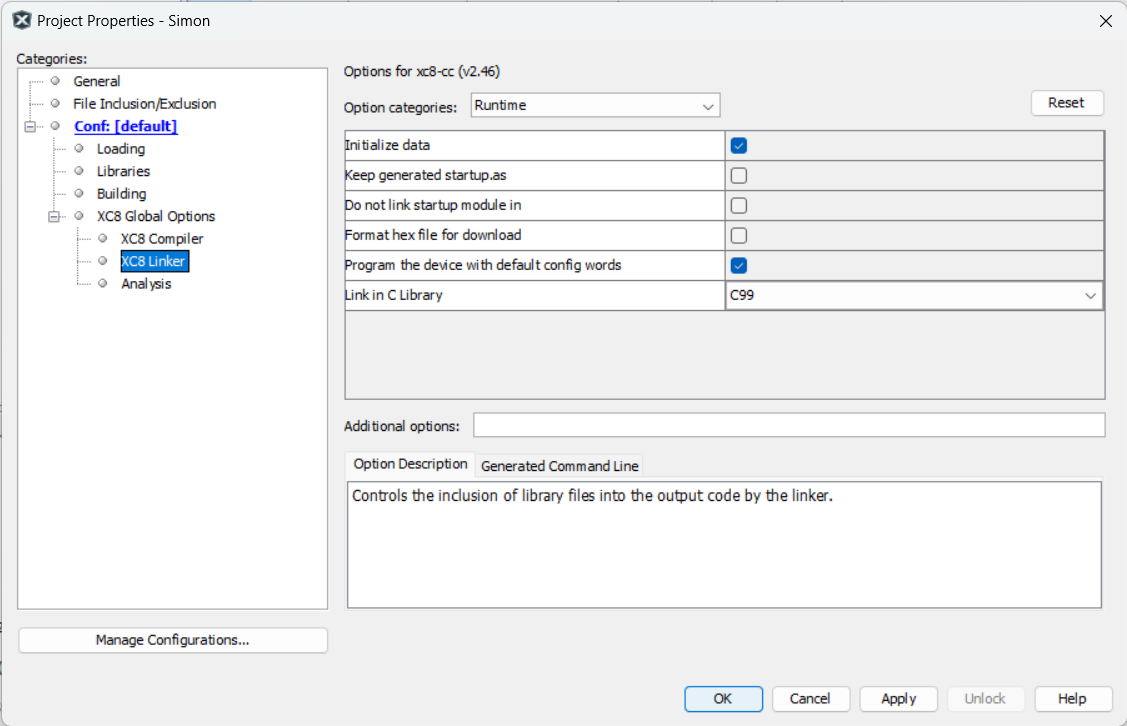 Project Properties - Simon
Categories:
General
File Inclusion/Exclusion
Conf: [default]
Loading
Libraries
Building
XC8 Global Options
XC8 Compiler
XC8 Linker
Analysis
Manage Configurations...
Options for xc8-cc (v2.46)
Option categories: Runtime Reset
Initialize data
Keep generated startup.as
Do not link startup module in
Format hex file for download
Program the device with default config words
Link in C Library C99
Additional options:
Option Description Generated Command Line
Controls the inclusion of library files into the output code by the linker.
OK Cancel Apply Unlock Help